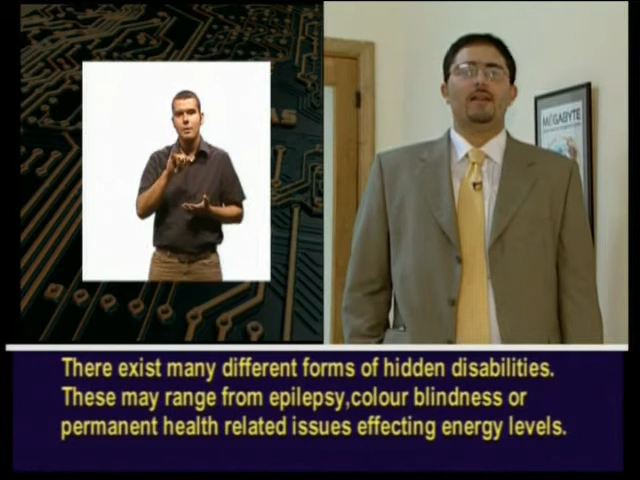 MEGABYTE
There exist many different forms of hidden disabilities.
These may range from epilepsy,colour blindness or
permanent health related issues effecting energy levels.